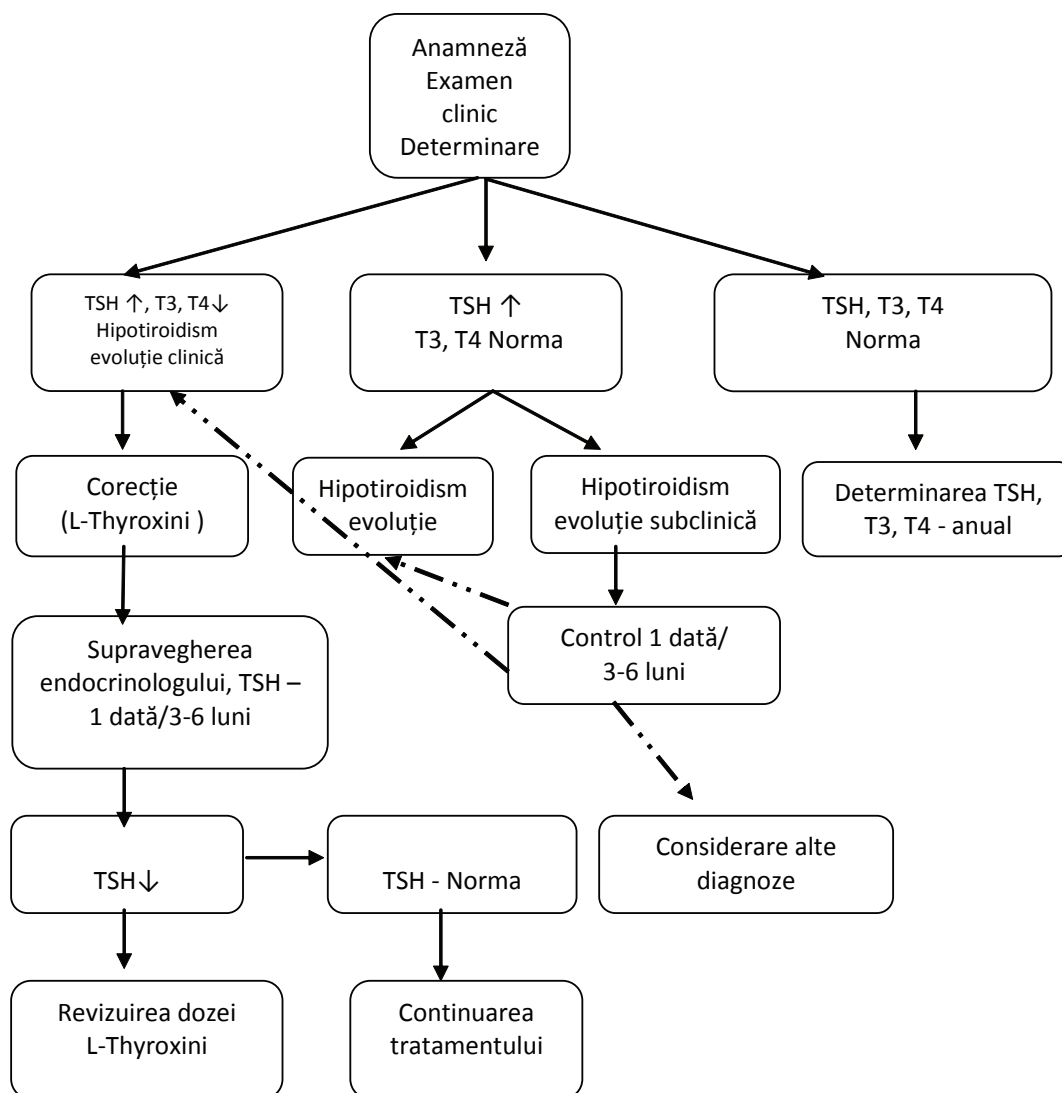 Anamneză
Examen
clinic
Determinare
TSH ↑, T3, T4↓
Hipotiroidism
evoluție clinică
TSH ↑
T3, T4 Norma
TSH, T3, T4
Norma
Corecție
(L-Thyroxini )
Hipotiroidism
evoluție
Hipotiroidism
evoluție subclinică
Determinarea TSH,
T3, T4 - anual
Supravegherea
endocrinologului, TSH –
1 dată/3-6 luni
Control 1 dată/
3-6 luni
TSH↓
TSH - Norma
Considerare alte
diagnoze
Revizuirea dozei
L-Thyroxini
Continuarea
tratamentului